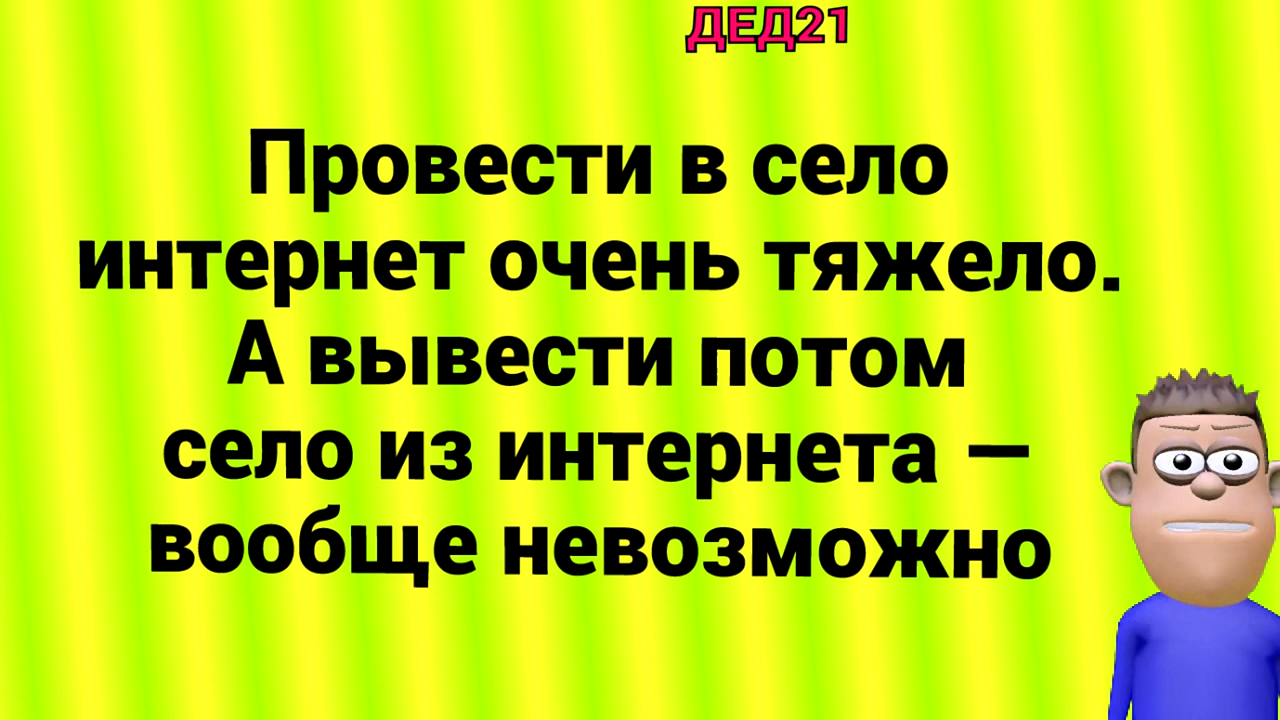 ДЕД21
Провести в село
интернет очень тяжело.
А вывести потом
село из интернета —
вообще невозможно